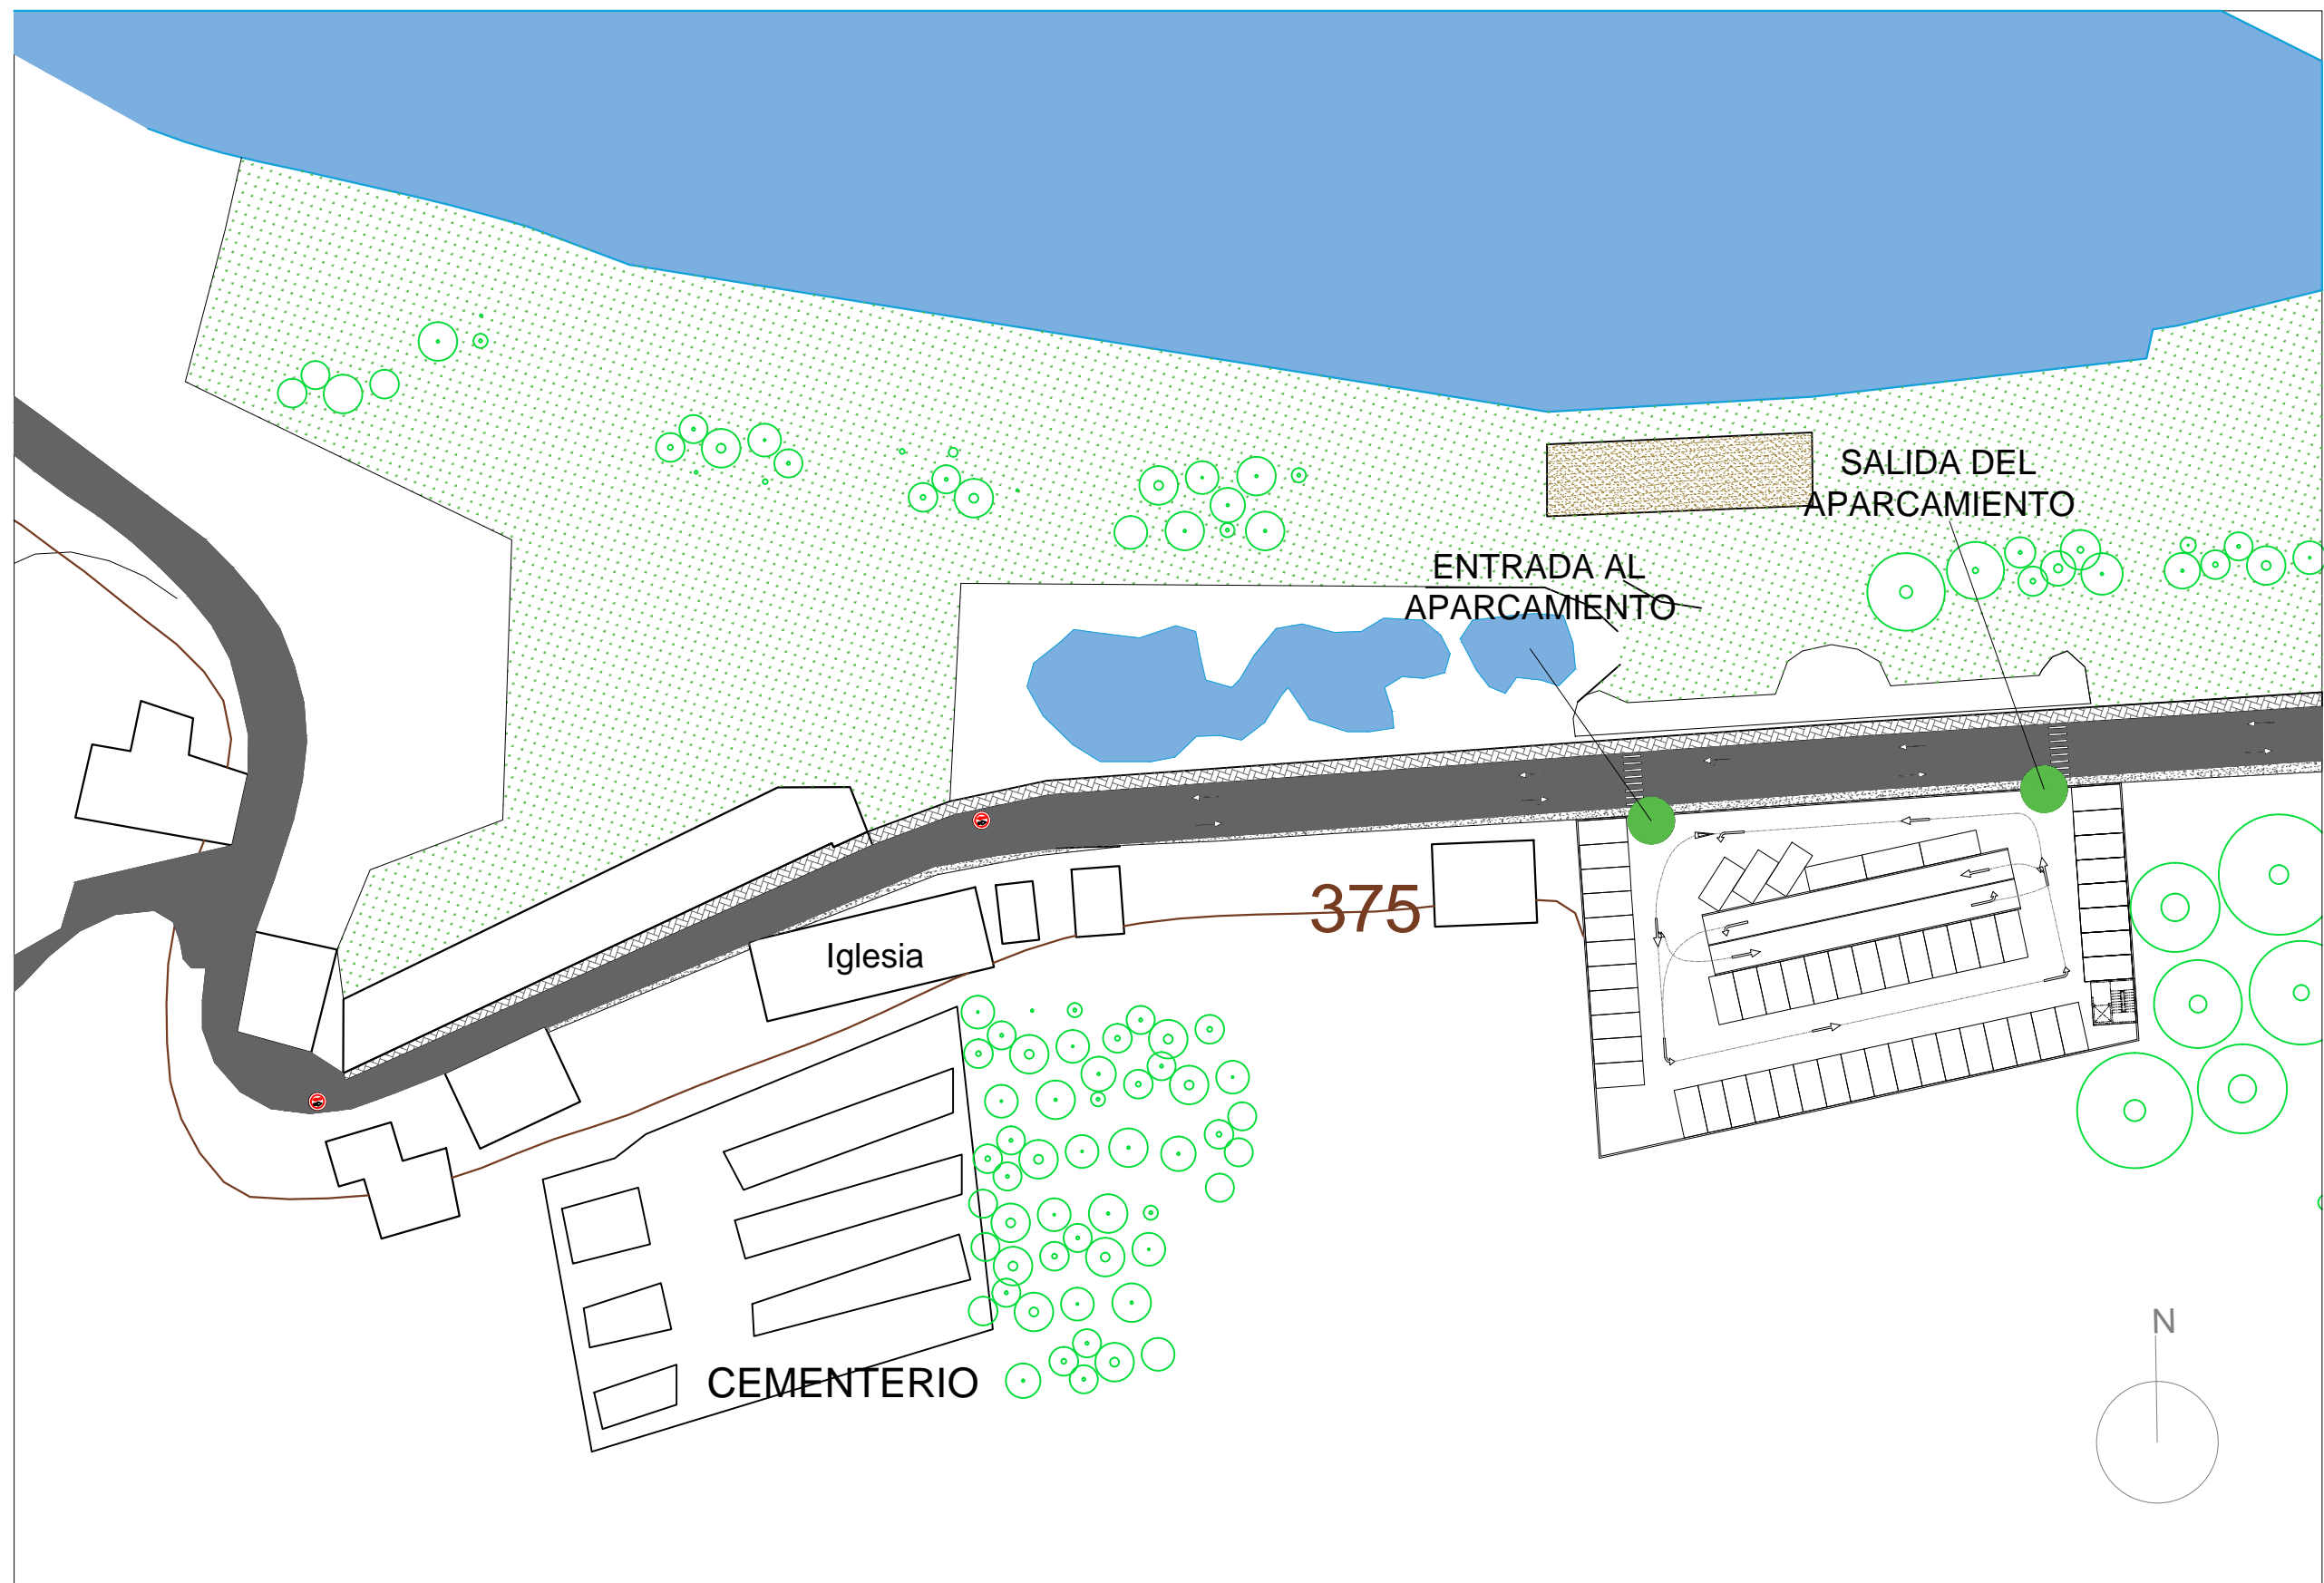 SALIDA DEL
APARCAMIENTO
ENTRADA AL
APARCAMIENTO
375
Iglesia
CEMENTERIO
N